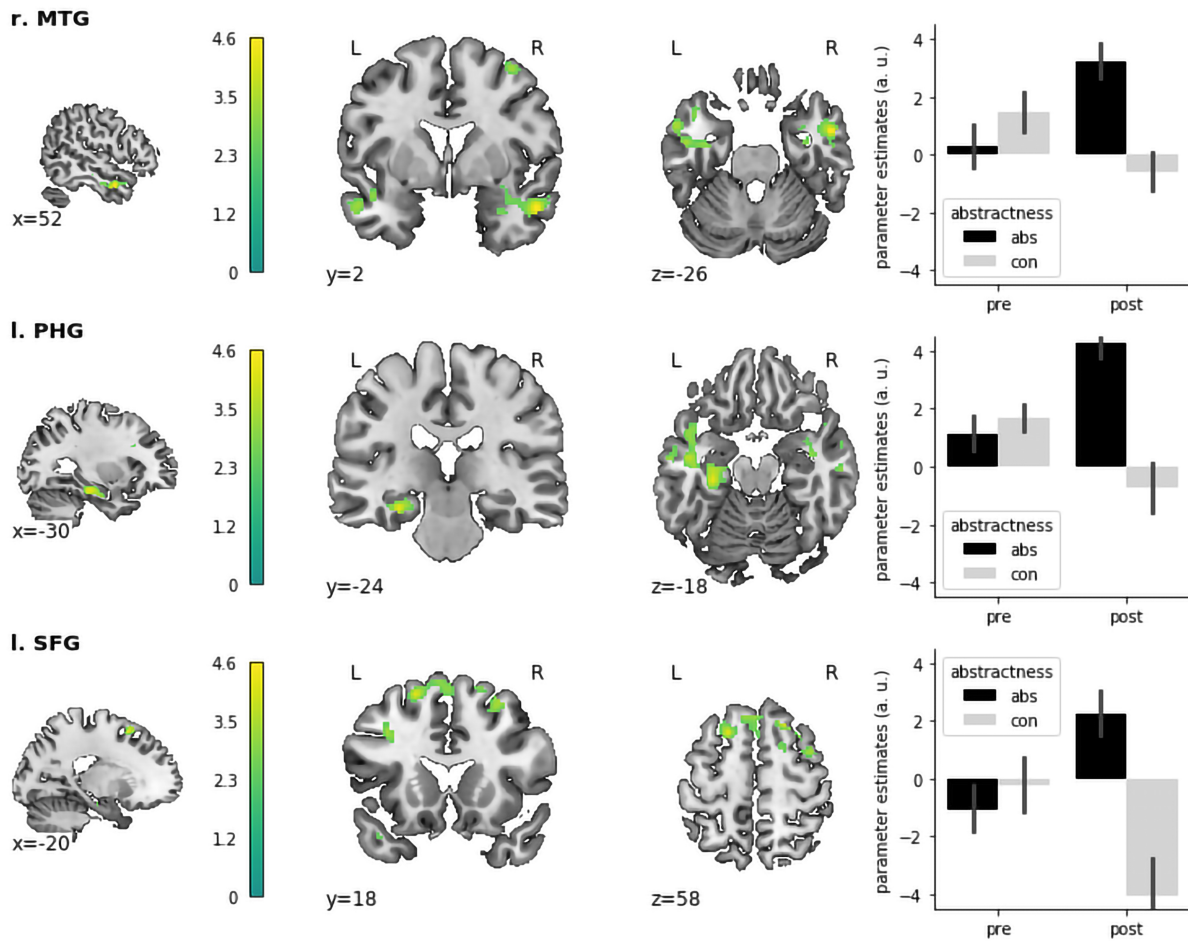 r. MTG
4.6
3.5
2.3
1.2
0
x=52
L
R
y=2
L
R
z=-26
parameter estimates (a. u.)
4
2
0
−2
−4
abstractness
abs
con
pre
post
l. PHG
4.6
3.5
2.3
1.2
0
x=-30
L
R
y=-24
L
R
z=-18
parameter estimates (a. u.)
4
2
0
−2
−4
abstractness
abs
con
pre
post
l. SFG
4.6
3.5
2.3
1.2
0
x=-20
L
R
y=18
L
R
z=58
parameter estimates (a. u.)
4
2
0
−2
−4
abstractness
abs
con
pre
post